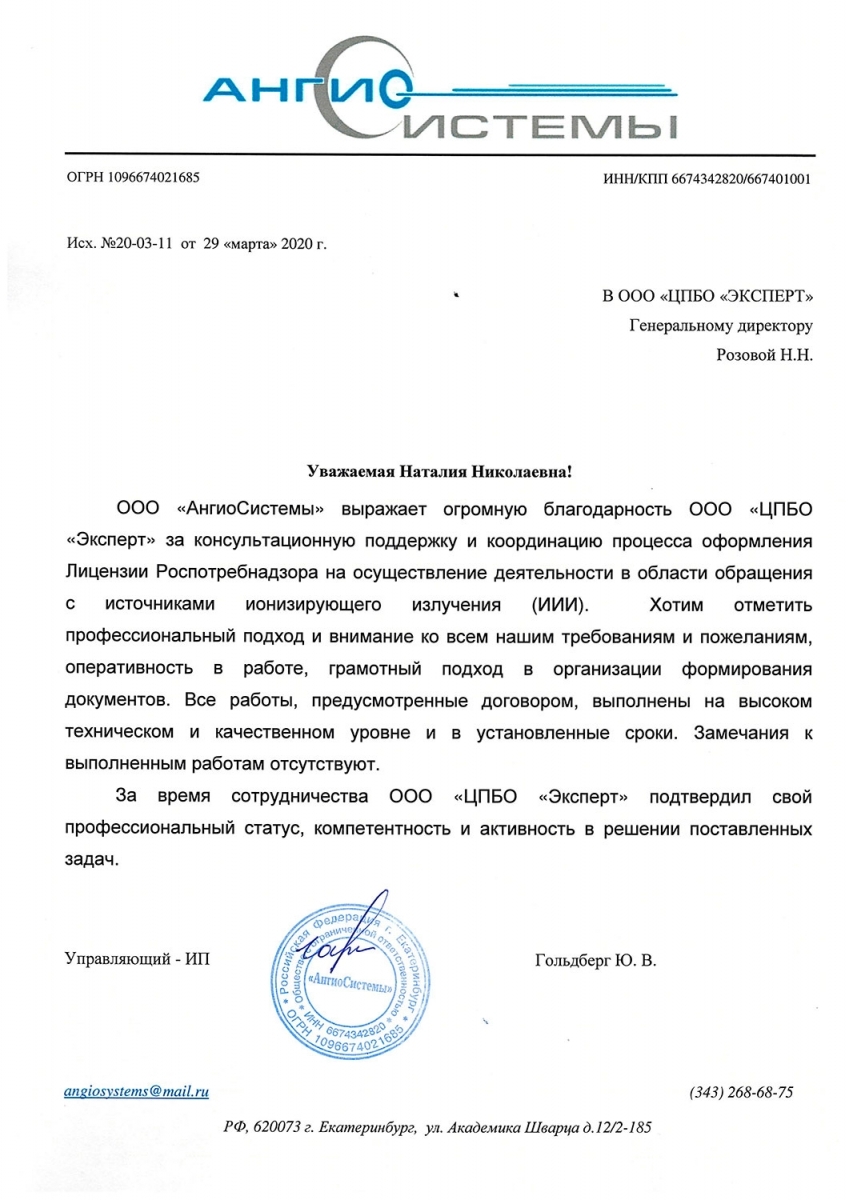 АНГИО
СИСТЕМЫ
ОГРН 1096674021685
ИНН/КПП 6674342820/667401001
Исх. №20-03-11 от 29 «марта» 2020 г.
В ООО «ЦПБО «ЭКСПЕРТ»
Генеральному директору
Розовой Н.Н.
Уважаемая Наталия Николаевна!
ООО «АнгиоСистемы» выражает огромную благодарность ООО «ЦПБО
«Эксперт» за консультационную поддержку и координацию процесса оформления
Лицензии Роспотребнадзора на осуществление деятельности в области обращения
с источниками ионизирующего излучения (ИИИ). Хотим отметить
профессиональный подход и внимание ко всем нашим требованиям и пожеланиям,
оперативность в работе, грамотный подход в организации формирования
документов. Все работы, предусмотренные договором, выполнены на высоком
техническом и качественном уровне и в установленные сроки. Замечания к
выполненным работам отсутствуют.
За время сотрудничества ООО «ЦПБО «Эксперт» подтвердил свой
профессиональный статус, компетентность и активность в решении поставленных
задач.
Управляющий - ИП
Гольдберг Ю. В.
* Российская Федерация г. Екатеринбург *
ОГРН 1096674021685
* Общество с ограниченной ответственностью *
ИНН 6674342820
«АнгиоСистемы»
angiosystems@mail.ru
(343) 268-68-75
РФ, 620073 г. Екатеринбург, ул. Академика Шварца д.12/2-185